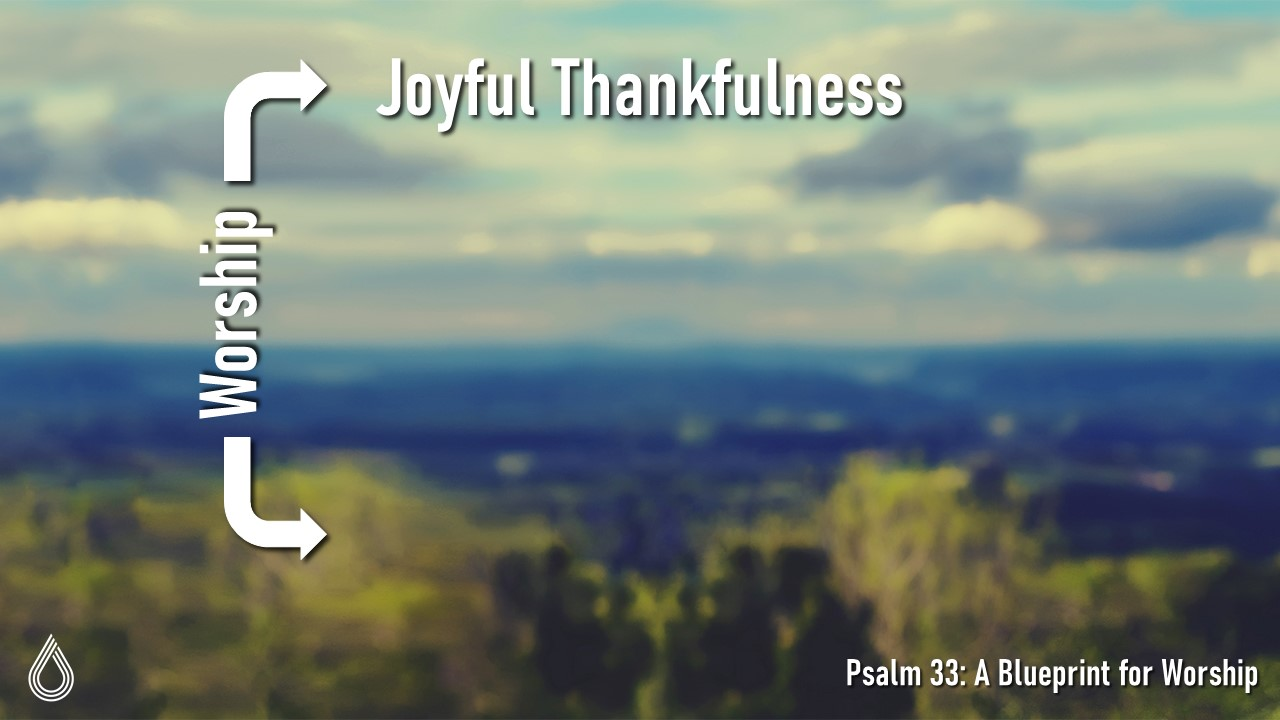 Joyful Thankfulness
Worship
Psalm 33: A Blueprint for Worship